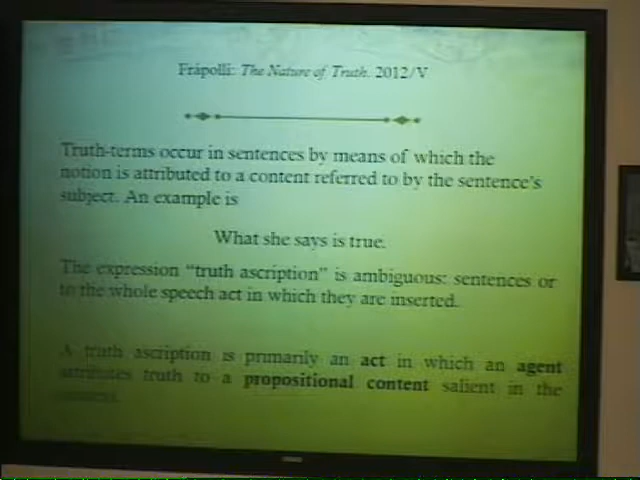 Frápolli: The Nature of Truth. 2012/V
Truth-terms occur in sentences by means of which the
notion is attributed to a content referred to by the sentence's
subject. An example is
What she says is true.
The expression "truth ascription" is ambiguous: sentences or
to the whole speech act in which they are inserted.
A truth ascription is primarily an act in which an agent
attributes truth to a propositional content salient in the